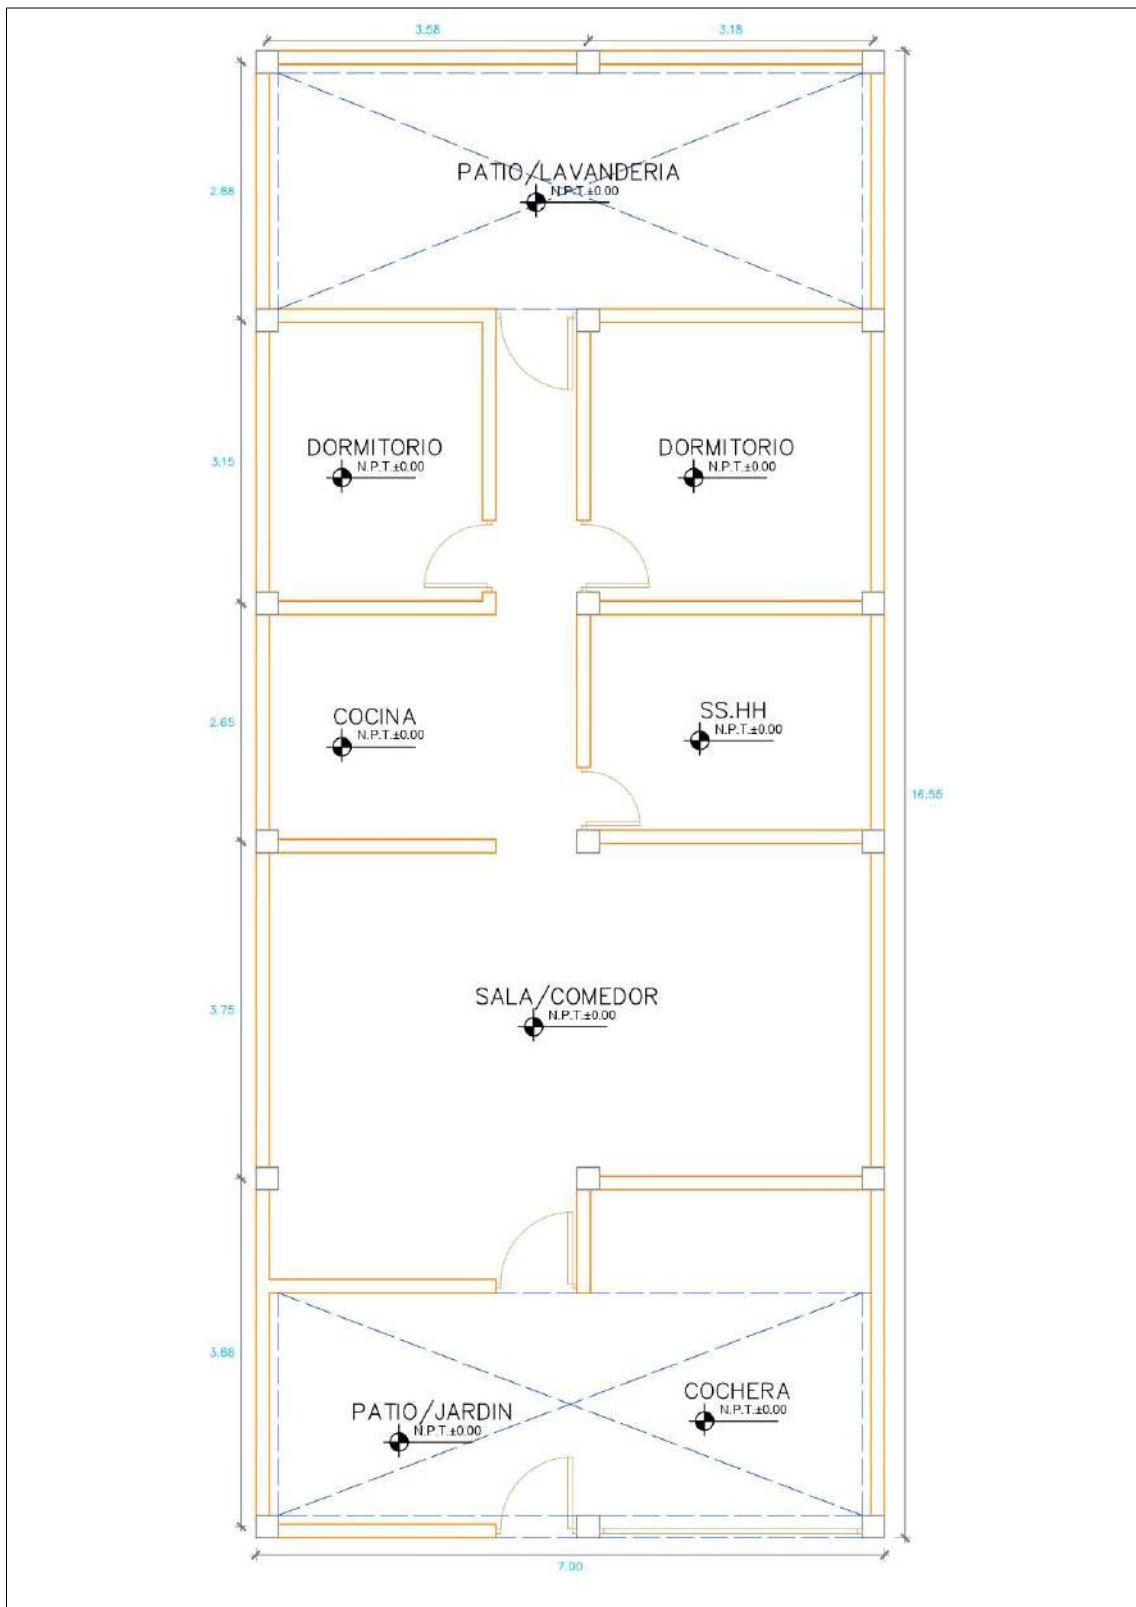 3.58
3.18
PATIO/LAVANDERIA
N.P.T.±0.00
2.88
DORMITORIO
N.P.T.±0.00
DORMITORIO
N.P.T.±0.00
3.15
COCINA
N.P.T.±0.00
SS.HH
N.P.T.±0.00
2.65
16.55
SALA/COMEDOR
N.P.T.±0.00
3.75
3.88
PATIO/JARDIN
N.P.T.±0.00
COCHERA
N.P.T.±0.00
7.00